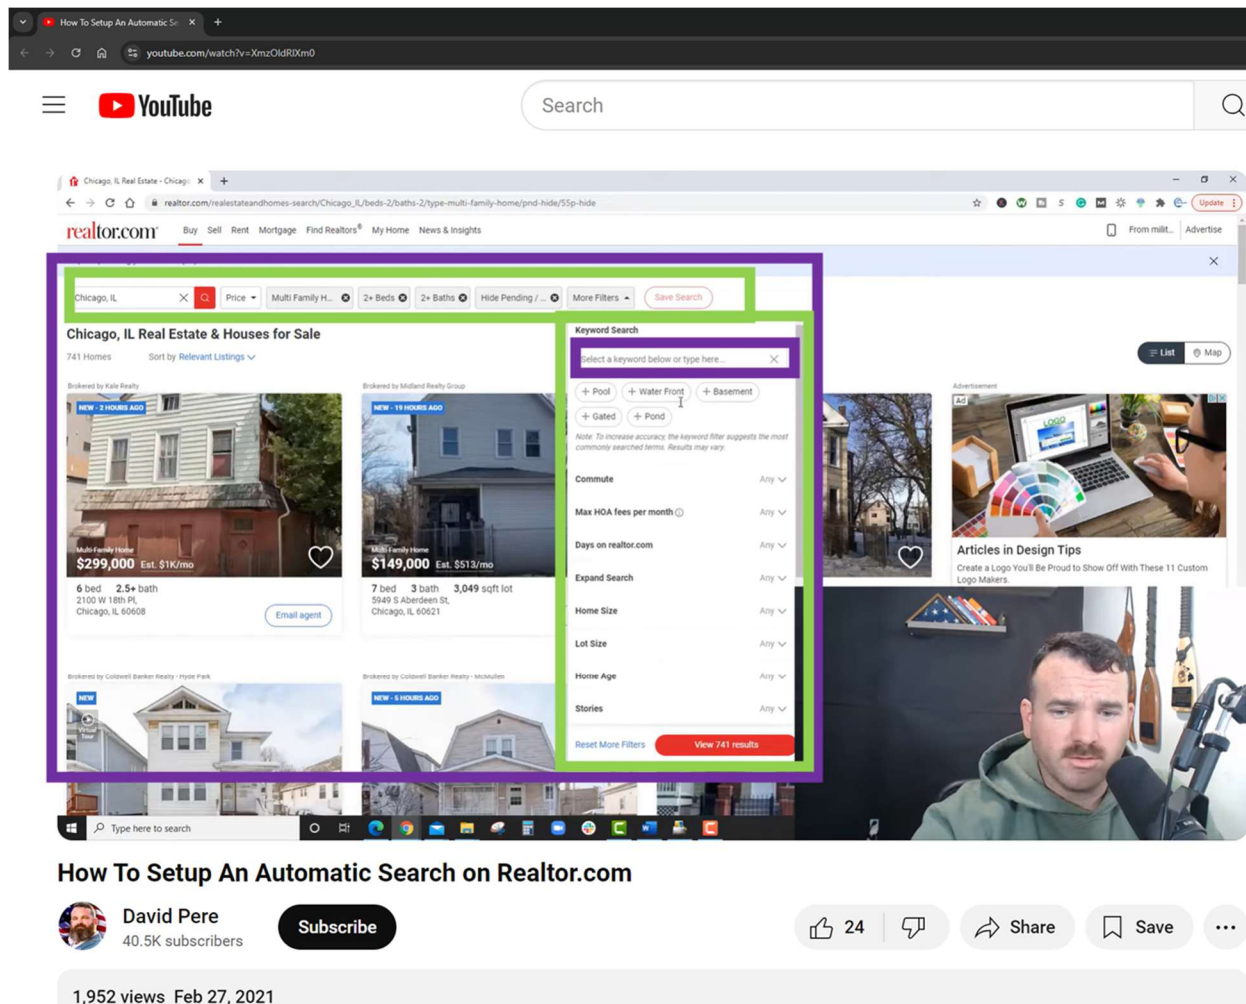 How To Setup An Automatic Se
youtube.com/watch?v=XmzOldRlXm0
YouTube
Search
Chicago, IL Real Estate - Chicago
realtor.com/realestateandhomes-search/Chicago_IL/beds-2/baths-2/type-multi-family-home/pnd-hide/55p-hide
Update
realtor.com
Buy Sell Rent Mortgage Find Realtors® My Home News & Insights
From milit... Advertise
Chicago, IL
Price
Multi Family H...
2+ Beds
2+ Baths
Hide Pending / ...
More Filters
Save Search
Chicago, IL Real Estate & Houses for Sale
741 Homes Sort by Relevant Listings
List Map
Keyword Search
Select a keyword below or type here...
+ Pool + Water Front + Basement
+ Gated + Pond
Note: To increase accuracy, the keyword filter suggests the most
commonly searched terms. Results may vary.
Commute Any
Max HOA fees per month Any
Days on realtor.com Any
Expand Search Any
Home Size Any
Lot Size Any
Home Age Any
Stories Any
Reset More Filters View 741 results
Brokered by Kale Realty
NEW - 2 HOURS AGO
Multi-Family Home
$299,000 Est. $1K/mo
6 bed 2.5+ bath
2100 W 18th Pl,
Chicago, IL 60608
Email agent
Brokered by Midland Realty Group
NEW - 19 HOURS AGO
Multi-Family Home
$149,000 Est. $513/mo
7 bed 3 bath 3,049 sqft lot
5949 S Aberdeen St,
Chicago, IL 60621
Advertisement
Ad
LOGO
Articles in Design Tips
Create a Logo You'll Be Proud to Show Off With These 11 Custom
Logo Makers.
Brokered by Coldwell Banker Realty - Hyde Park
NEW
Virtual
Tour
Brokered by Coldwell Banker Realty - McMullen
NEW - 5 HOURS AGO
Type here to search
How To Setup An Automatic Search on Realtor.com
David Pere
40.5K subscribers
Subscribe
24
Share
Save
1,952 views Feb 27, 2021